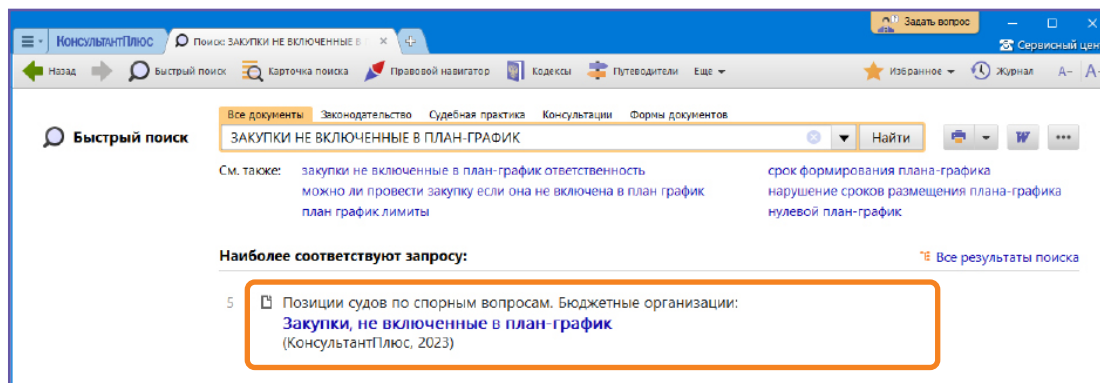 Задать вопрос
КонсультантПлюс
Поиск: ЗАКУПКИ НЕ ВКЛЮЧЕННЫЕ В
Сервисный цен
Назад Быстрый поиск Карточка поиска Правовой навигатор Кодексы Путеводители Еще Избранное Журнал А– А
Все документы Законодательство Судебная практика Консультации Формы документов
Быстрый поиск ЗАКУПКИ НЕ ВКЛЮЧЕННЫЕ В ПЛАН-ГРАФИК Найти W
См. также: закупки не включенные в план-график ответственность срок формирования плана-графика
можно ли провести закупку если она не включена в план график нарушение сроков размещения плана-графика
план график лимиты нулевой план-график
Наиболее соответствуют запросу: Все результаты поиска
5 Позиции судов по спорным вопросам. Бюджетные организации:
Закупки, не включенные в план-график
(КонсультантПлюс, 2023)